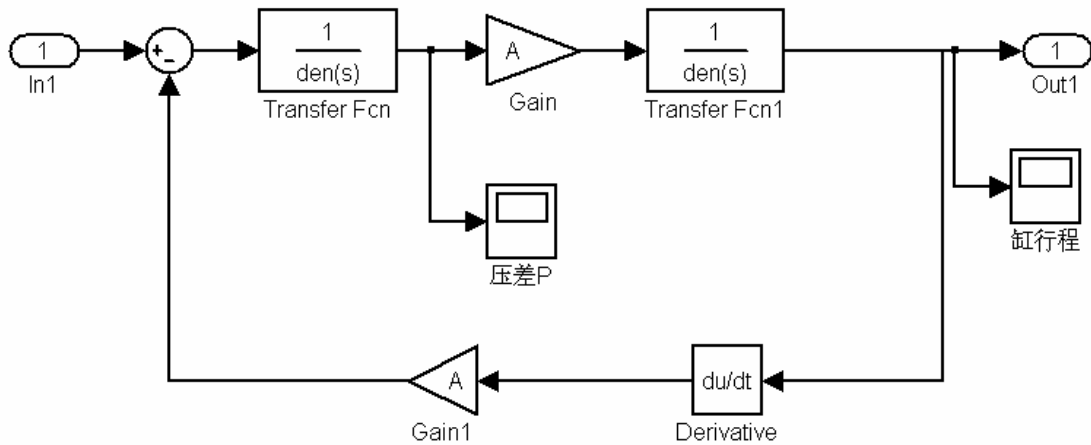 1
In1
+
-
1
den(s)
Transfer Fcn
A
Gain
1
den(s)
Transfer Fcn1
1
Out1
压差P
缸行程
A
Gain1
du/dt
Derivative